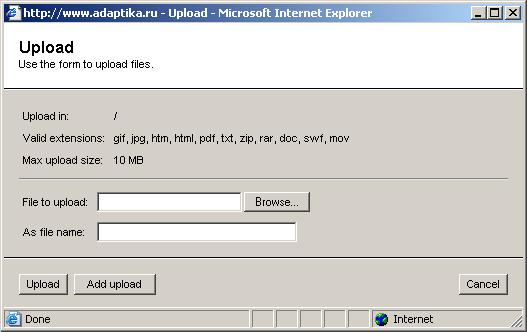 http://www.adaptika.ru - Upload - Microsoft Internet Explorer
Upload
Use the form to upload files.
Upload in: /
Valid extensions: gif, jpg, htm, html, pdf, txt, zip, rar, doc, swf, mov
Max upload size: 10 MB
File to upload: Browse...
As file name:
Upload Add upload Cancel
Done Internet